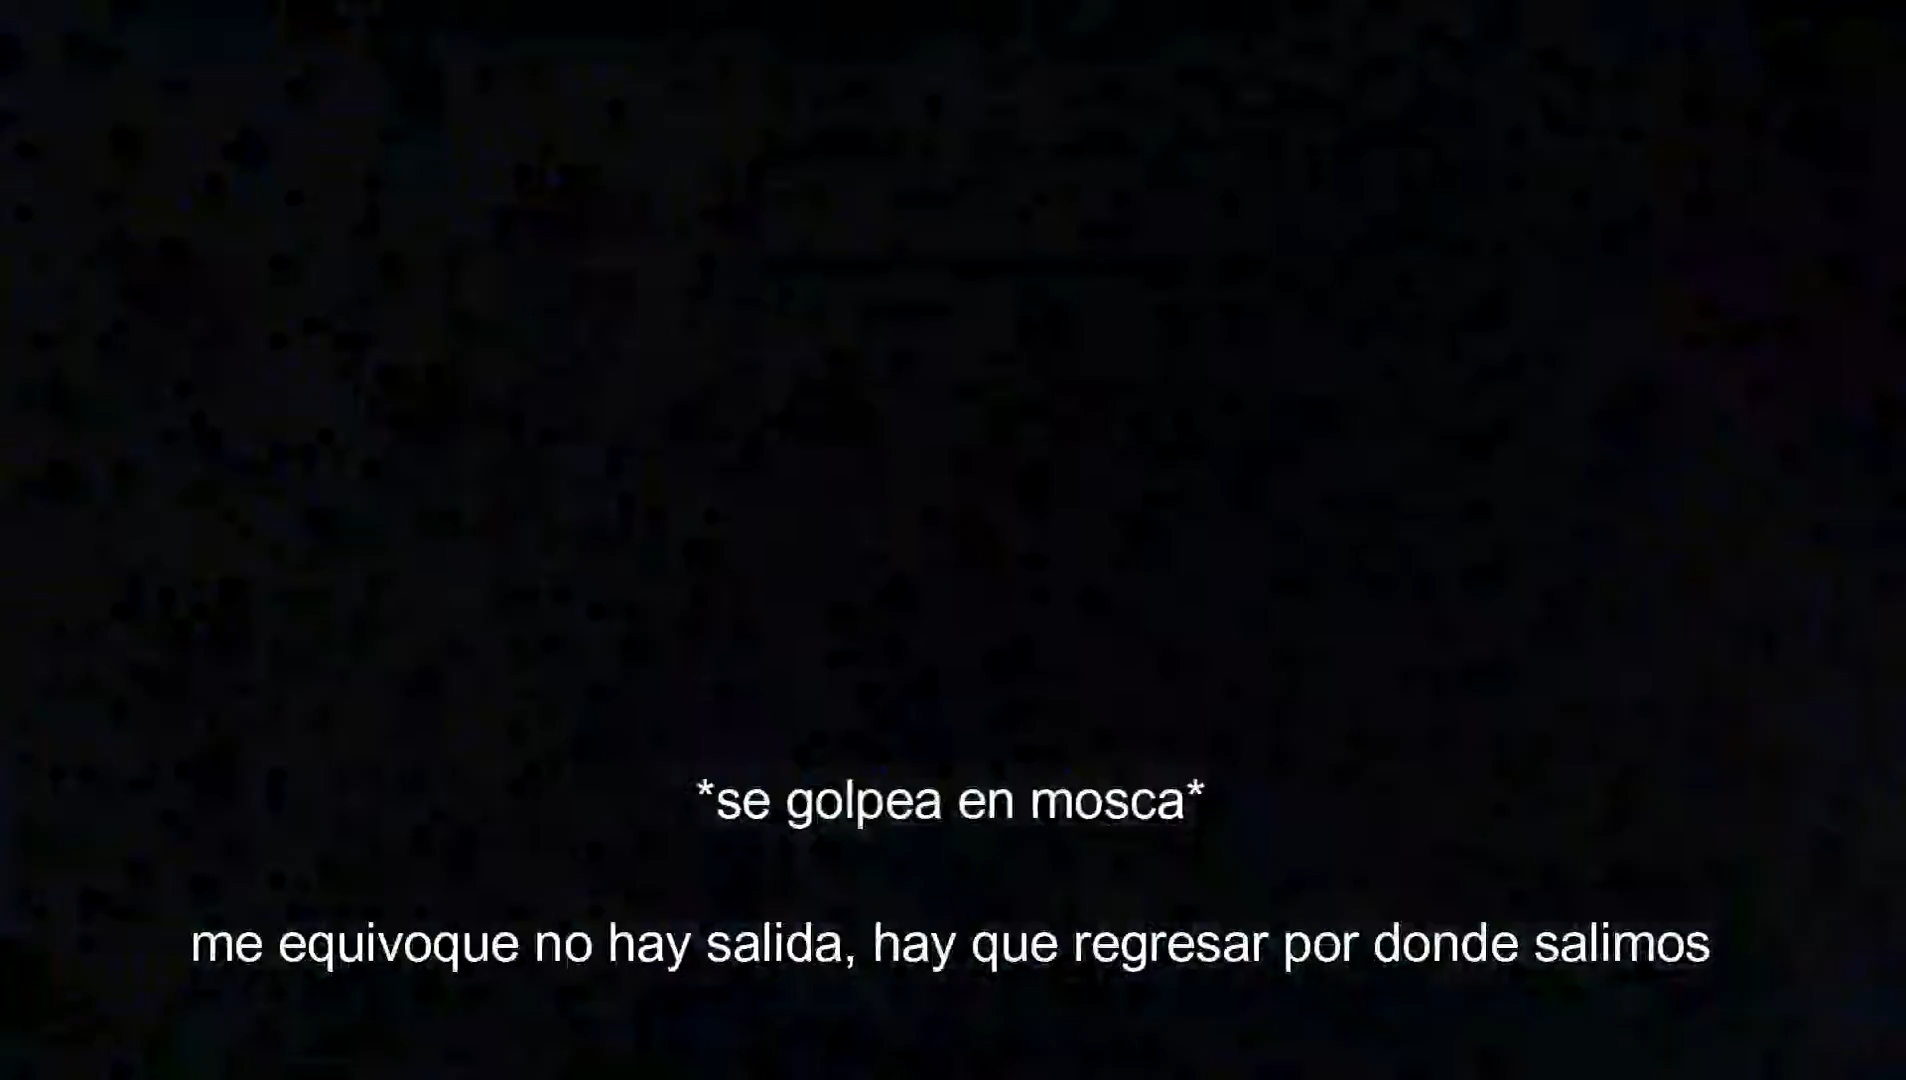 *se golpea en mosca*
me equivoque no hay salida, hay que regresar por donde salimos